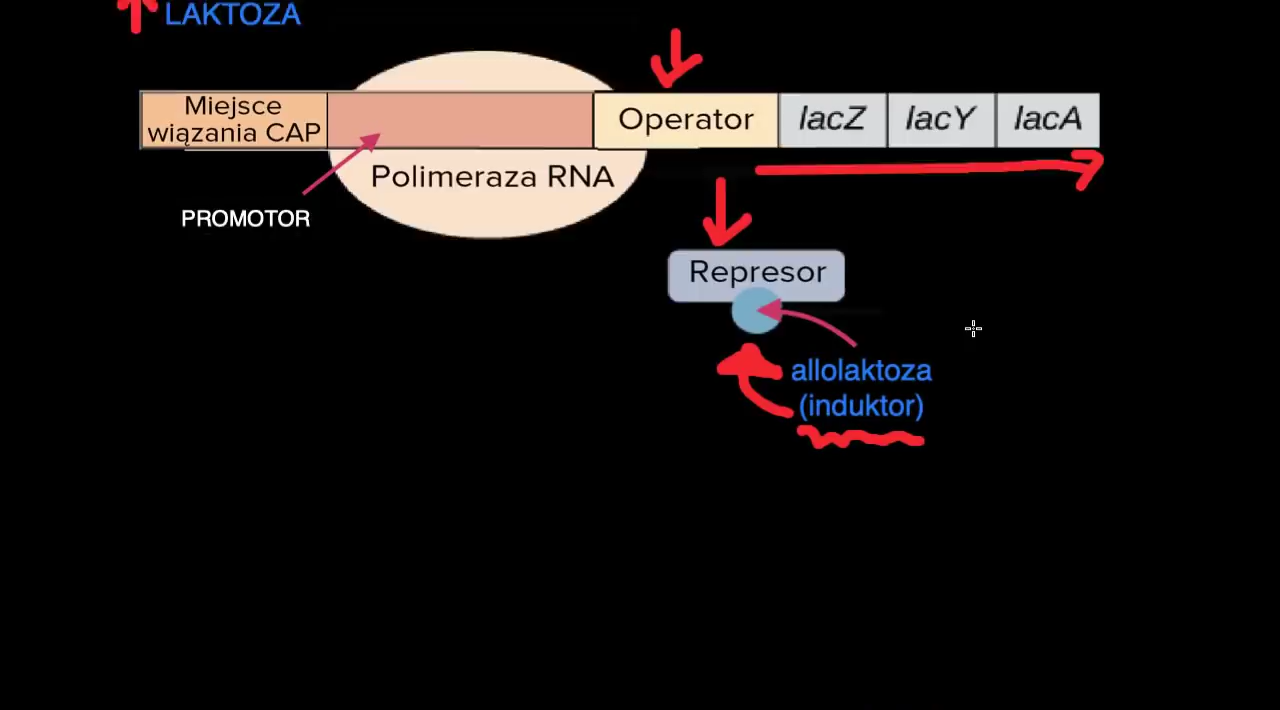 LAKTOZA
Miejsce
wiązania CAP
Operator
lacZ
lacY
lacA
Polimeraza RNA
PROMOTOR
Represor
allolaktoza
(induktor)